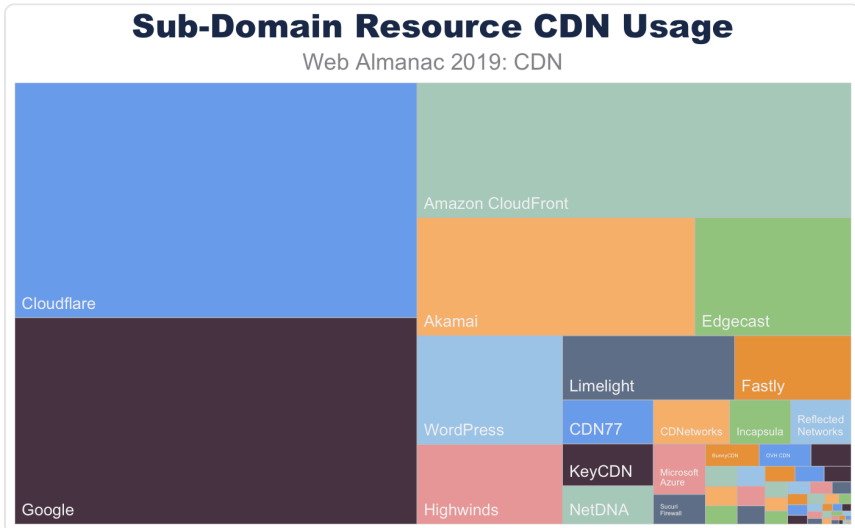 Sub-Domain Resource CDN Usage
Web Almanac 2019: CDN
Cloudflare
Google
Amazon CloudFront
Akamai
Edgecast
WordPress
Highwinds
Limelight
Fastly
CDN77
CDNetworks
Incapsula
Reflected
Networks
KeyCDN
NetDNA
Microsoft
Azure
Sucuri
Firewall
BunnyCDN
OVH CDN